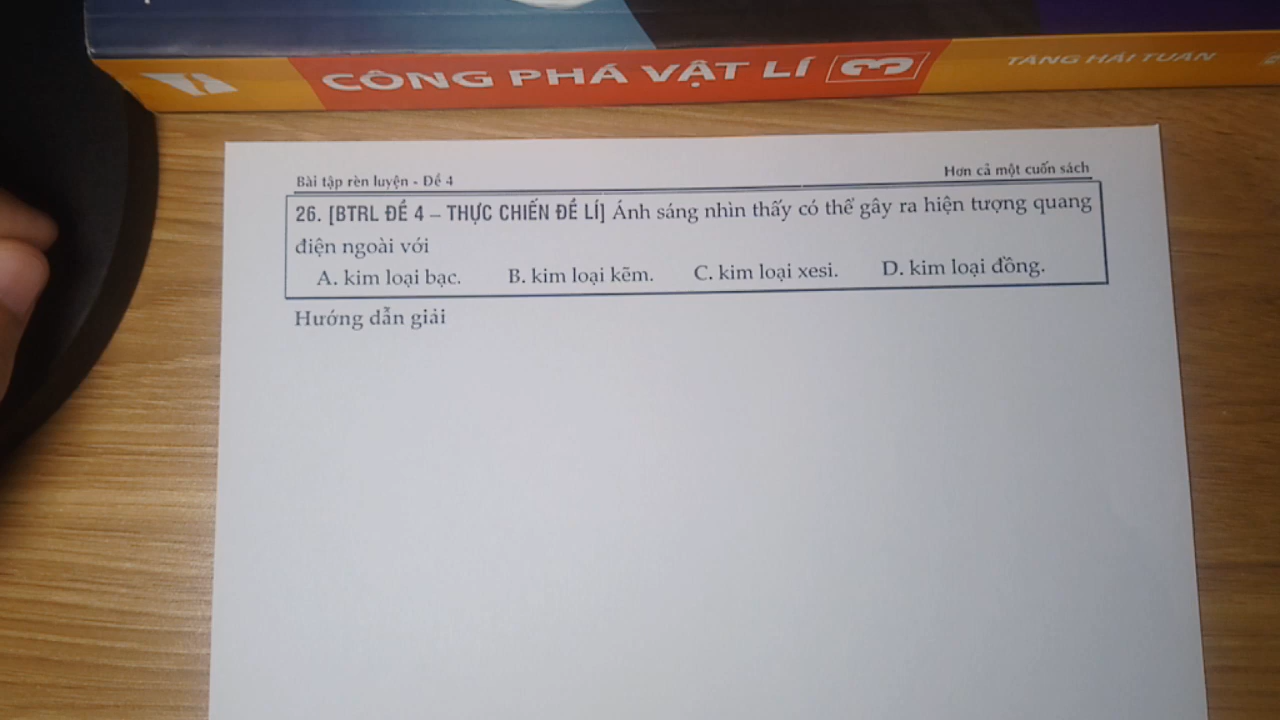 CÔNG PHÁ VẬT LÍ 3 TĂNG HẢI TUẤN
Bài tập rèn luyện - Đề 4 Hơn cả một cuốn sách
26. [BTRL ĐỀ 4 – THỰC CHIẾN ĐỀ LÍ] Ánh sáng nhìn thấy có thể gây ra hiện tượng quang
điện ngoài với
A. kim loại bạc. B. kim loại kẽm. C. kim loại xesi. D. kim loại đồng.
Hướng dẫn giải